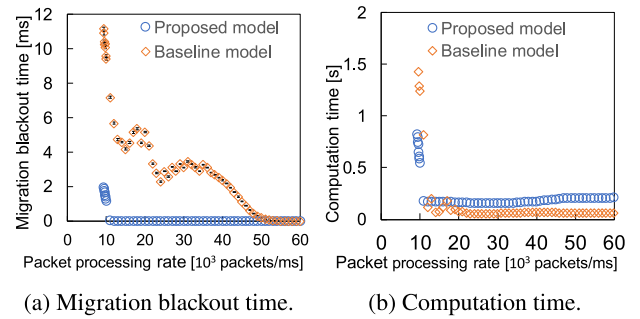 Migration blackout time [ms]
12
10
8
6
4
2
0
Proposed model
Baseline model
0 10 20 30 40 50 60
Packet processing rate [10³ packets/ms]
(a) Migration blackout time.
Computation time [s]
2
1.5
1
0.5
0
Proposed model
Baseline model
0 10 20 30 40 50 60
Packet processing rate [10³ packets/ms]
(b) Computation time.